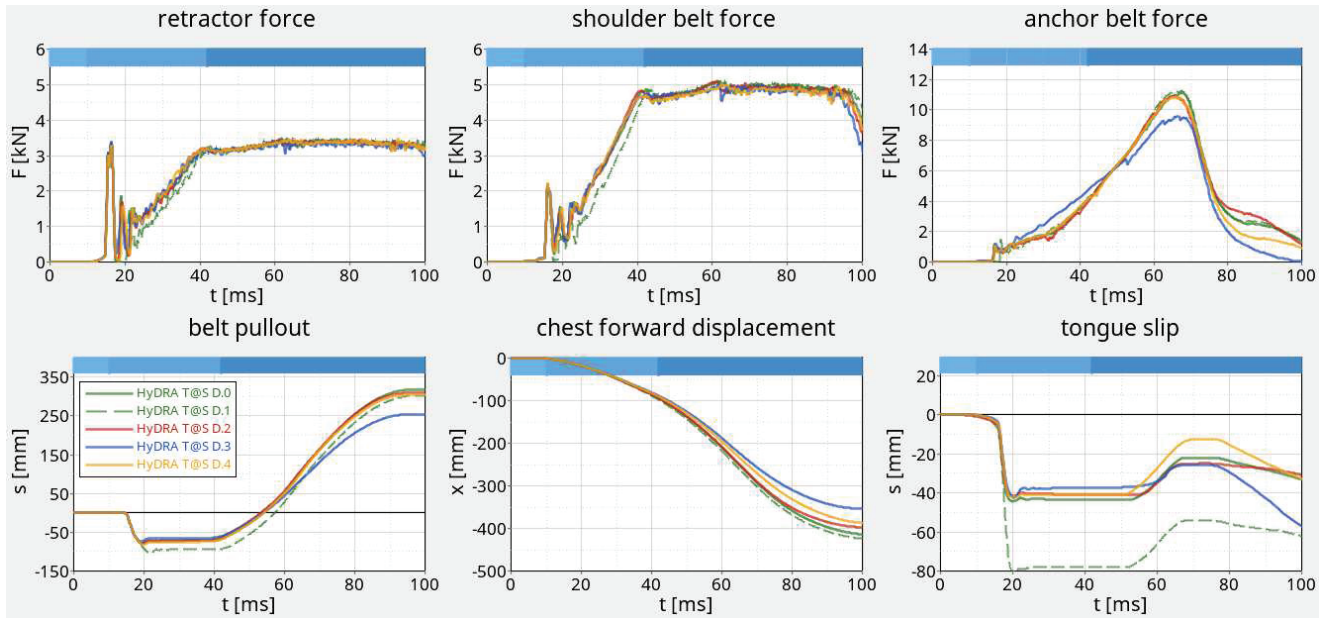 retractor force
shoulder belt force
anchor belt force
6
5
4
3
2
1
0
F [kN]
0 20 40 60 80 100
t [ms]
6
5
4
3
2
1
0
F [kN]
0 20 40 60 80 100
t [ms]
14
12
10
8
6
4
2
0
F [kN]
0 20 40 60 80 100
t [ms]
belt pullout
chest forward displacement
tongue slip
350
250
150
50
-50
-150
s [mm]
HyDRA T@S D.0
HyDRA T@S D.1
HyDRA T@S D.2
HyDRA T@S D.3
HyDRA T@S D.4
0 20 40 60 80 100
t [ms]
0
-100
-200
-300
-400
-500
x [mm]
0 20 40 60 80 100
t [ms]
20
0
-20
-40
-60
-80
s [mm]
0 20 40 60 80 100
t [ms]